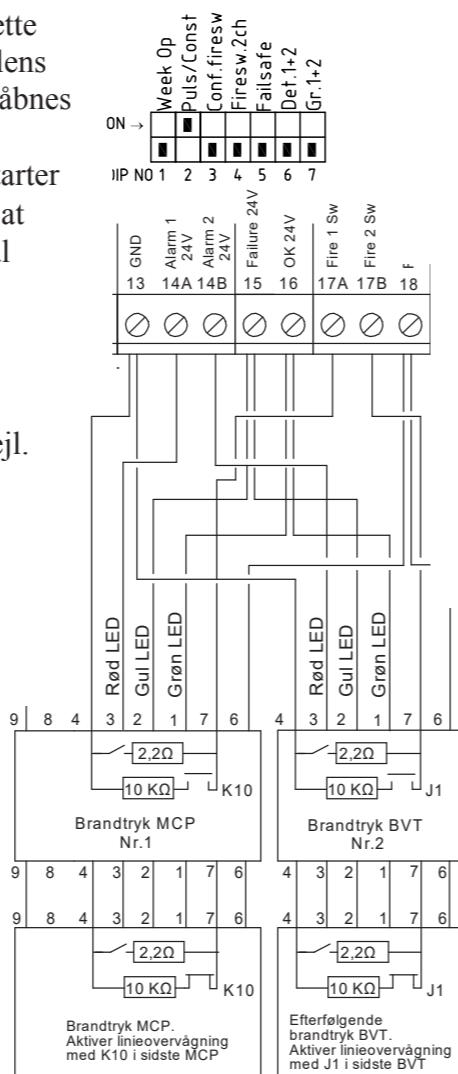 ette
lens
åbnes
tarter
at
l
ejl.
Week Op
Puls/Const
Conf.firesw
Firesw.2ch
Failsafe
Det.1+2
Gr.1+2
ON →
DIP NO 1 2 3 4 5 6 7
GND
Alarm 1
24V
Alarm 2
24V
Failure 24V
OK 24V
Fire 1 Sw
Fire 2 Sw
13 14A 14B 15 16 17A 17B 18
Rød LED
Gul LED
Grøn LED
Rød LED
Gul LED
Grøn LED
9 8 4 3 2 1 7 6
4 3 2 1 7 6
2,2Ω
10 KΩ
K10
Brandtryk MCP
Nr.1
2,2Ω
10 KΩ
J1
Brandtryk BVT
Nr.2
9 8 4 3 2 1 7 6
4 3 2 1 7 6
9 8 4 3 2 1 7 6
4 3 2 1 7 6
2,2Ω
10 KΩ
K10
Brandtryk MCP.
Aktiver linieovervågning
med K10 i sidste MCP
2,2Ω
10 KΩ
J1
Efterfølgende
brandtryk BVT.
Aktiver linieovervågning
med J1 i sidste BVT